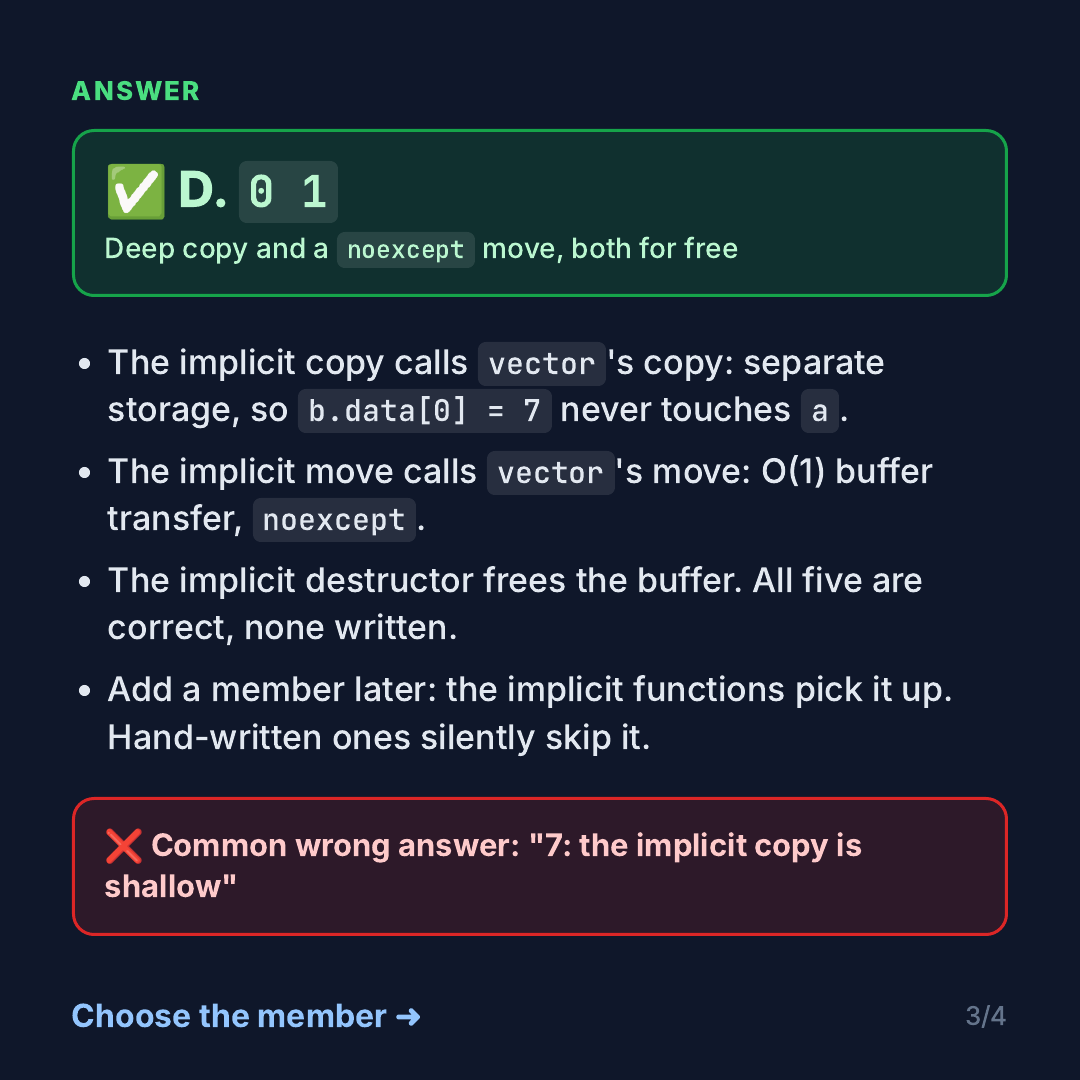 ANSWER
✅ D. 0 1
Deep copy and a noexcept move, both for free
• The implicit copy calls vector's copy: separate
storage, so b.data[0] = 7 never touches a.
• The implicit move calls vector's move: O(1) buffer
transfer, noexcept.
• The implicit destructor frees the buffer. All five are
correct, none written.
• Add a member later: the implicit functions pick it up.
Hand-written ones silently skip it.
❌ Common wrong answer: "7: the implicit copy is
shallow"
Choose the member ➜
3/4